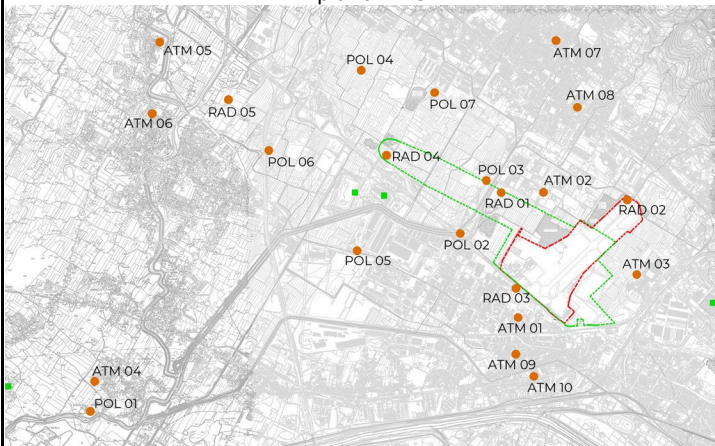 ATM 05
POL 04
ATM 07
ATM 08
POL 07
RAD 05
ATM 06
RAD 04
POL 06
POL 03
ATM 02
RAD 01
RAD 02
POL 02
POL 05
ATM 03
RAD 03
ATM 01
ATM 09
ATM 04
ATM 10
POL 01